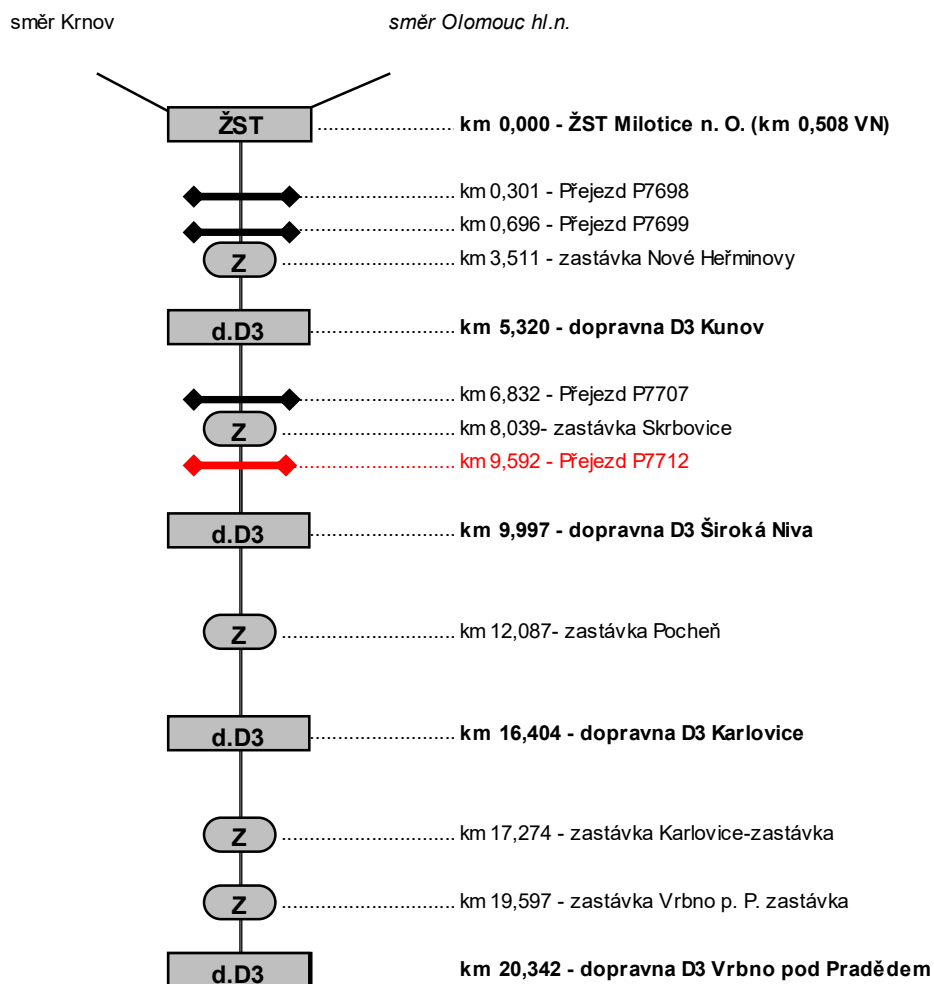 směr Krnov
směr Olomouc hl.n.
ŽST
km 0,000 - ŽST Milotice n. O. (km 0,508 VN)
km 0,301 - Přejezd P7698
km 0,696 - Přejezd P7699
Z
km 3,511 - zastávka Nové Heřminovy
d.D3
km 5,320 - dopravna D3 Kunov
km 6,832 - Přejezd P7707
Z
km 8,039- zastávka Skrbovice
km 9,592 - Přejezd P7712
d.D3
km 9,997 - dopravna D3 Široká Niva
Z
km 12,087- zastávka Pocheň
d.D3
km 16,404 - dopravna D3 Karlovice
Z
km 17,274 - zastávka Karlovice-zastávka
Z
km 19,597 - zastávka Vrbno p. P. zastávka
d.D3
km 20,342 - dopravna D3 Vrbno pod Pradědem